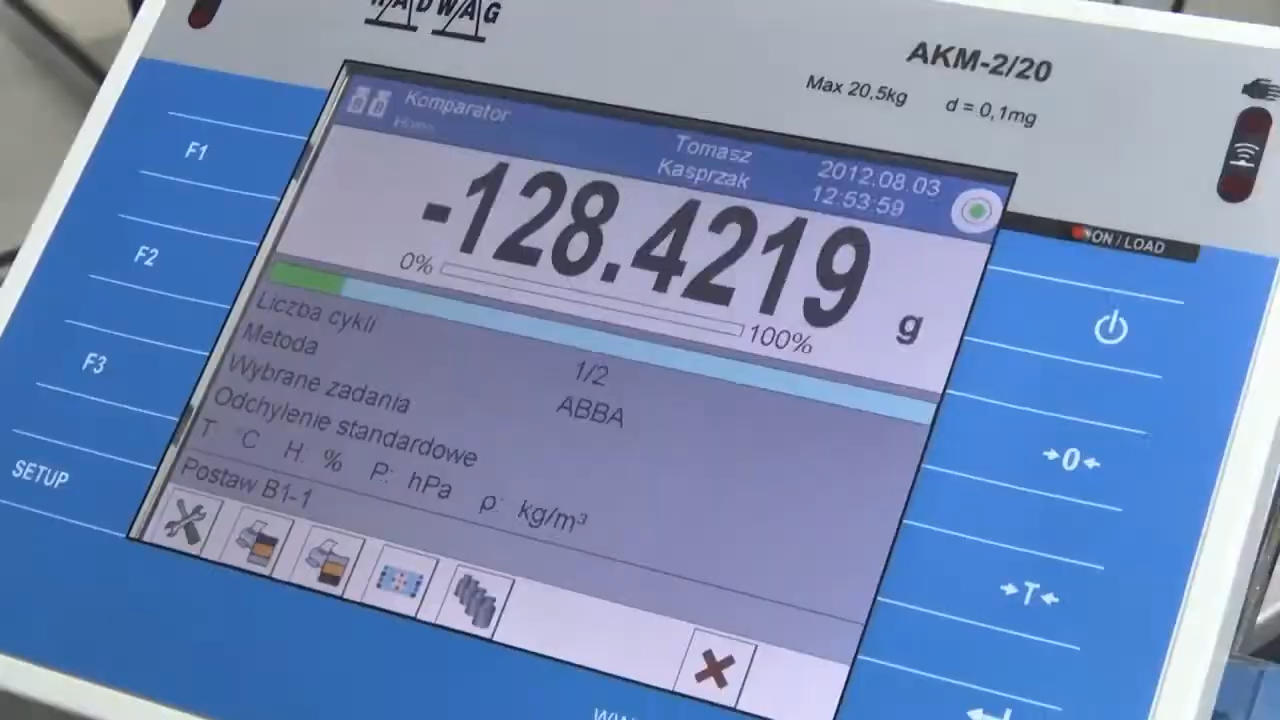 RADWAG
AKM-2/20
Max 20,5kg d = 0,1mg
Komparator
Home
Tomasz
Kasprzak
2012.08.03
12:53:59
-128.4219 g
0% 100%
Liczba cykli 1/2
Metoda ABBA
Wybrane zadania
Odchylenie standardowe
T: °C H: % P: hPa ρ: kg/m³
Postaw B1-1
F1
F2
F3
SETUP
ON / LOAD
→0←
→T←